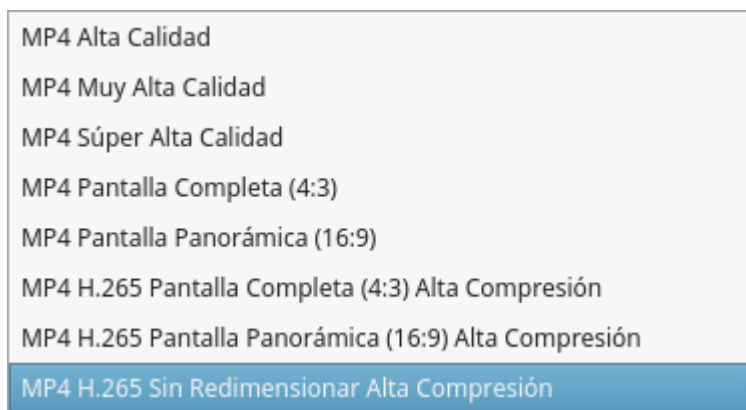 MP4 Alta Calidad
MP4 Muy Alta Calidad
MP4 Súper Alta Calidad
MP4 Pantalla Completa (4:3)
MP4 Pantalla Panorámica (16:9)
MP4 H.265 Pantalla Completa (4:3) Alta Compresión
MP4 H.265 Pantalla Panorámica (16:9) Alta Compresión
MP4 H.265 Sin Redimensionar Alta Compresión